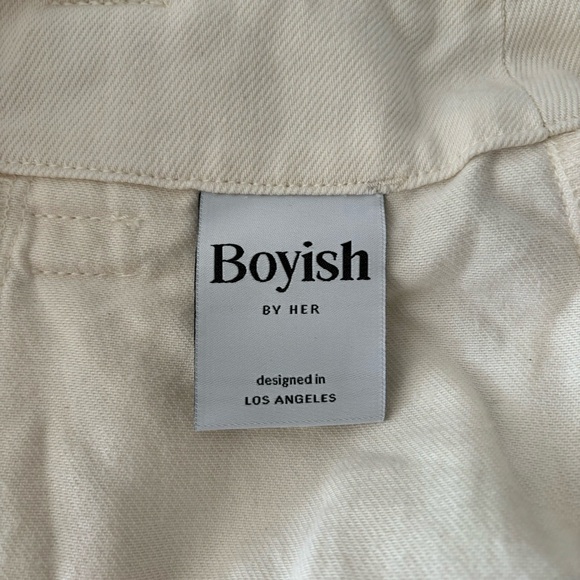 Boyish
BY HER
designed in
LOS ANGELES